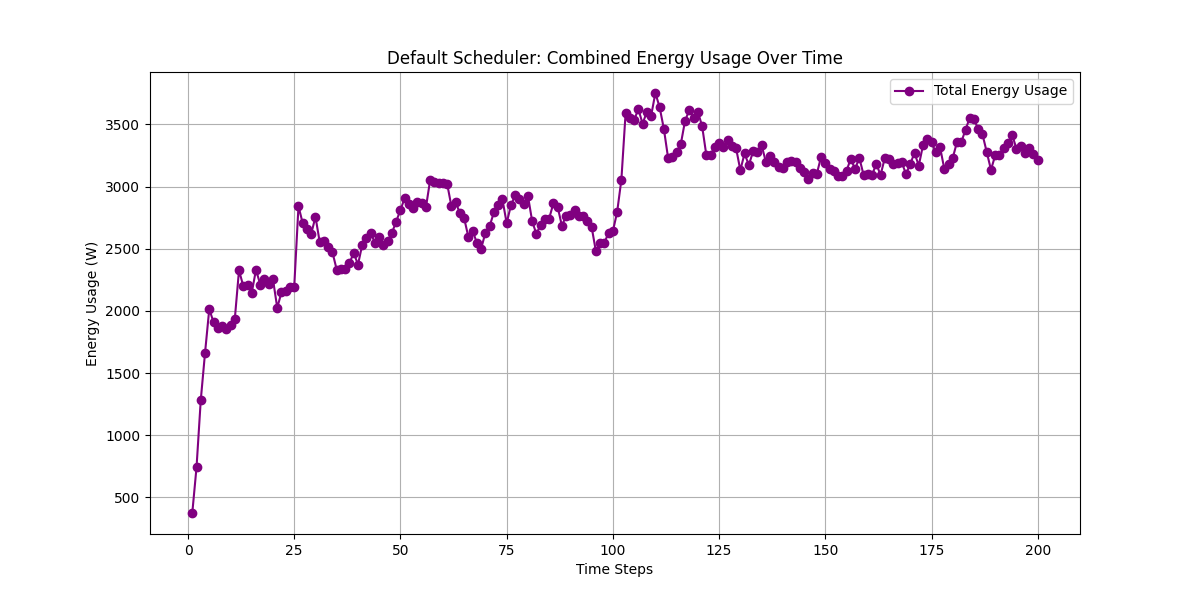 Default Scheduler: Combined Energy Usage Over Time
Total Energy Usage
Energy Usage (W)
3500
3000
2500
2000
1500
1000
500
0 25 50 75 100 125 150 175 200
Time Steps